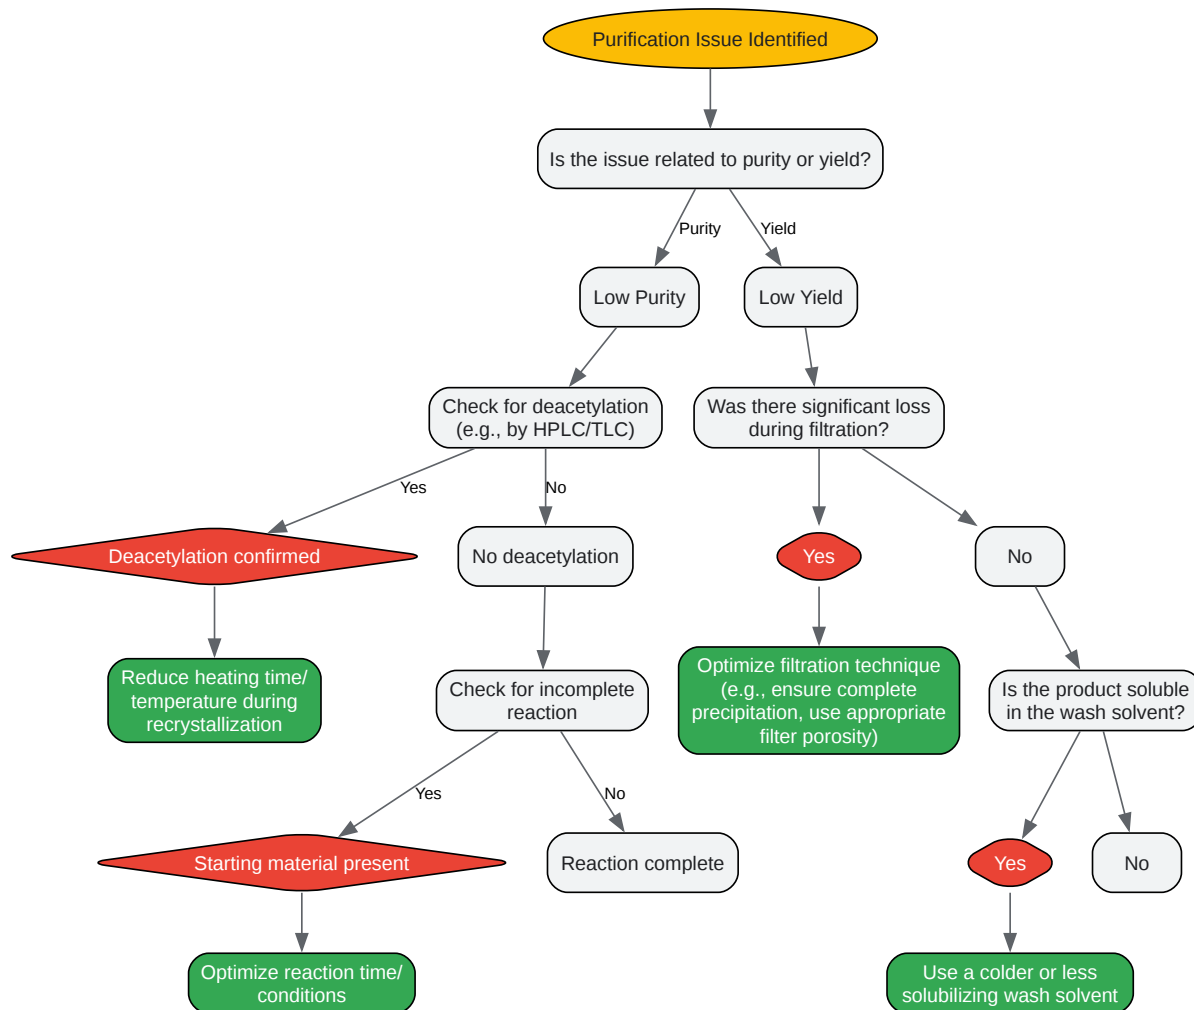 Purification Issue Identified
Is the issue related to purity or yield?
Purity
Yield
Low Purity
Low Yield
Check for deacetylation
(e.g., by HPLC/TLC)
Was there significant loss
during filtration?
Yes
No
Deacetylation confirmed
No deacetylation
Yes
No
Reduce heating time/
temperature during
recrystallization
Check for incomplete
reaction
Optimize filtration technique
(e.g., ensure complete
precipitation, use appropriate
filter porosity)
Is the product soluble
in the wash solvent?
Yes
No
Starting material present
Reaction complete
Yes
No
Optimize reaction time/
conditions
Use a colder or less
solubilizing wash solvent